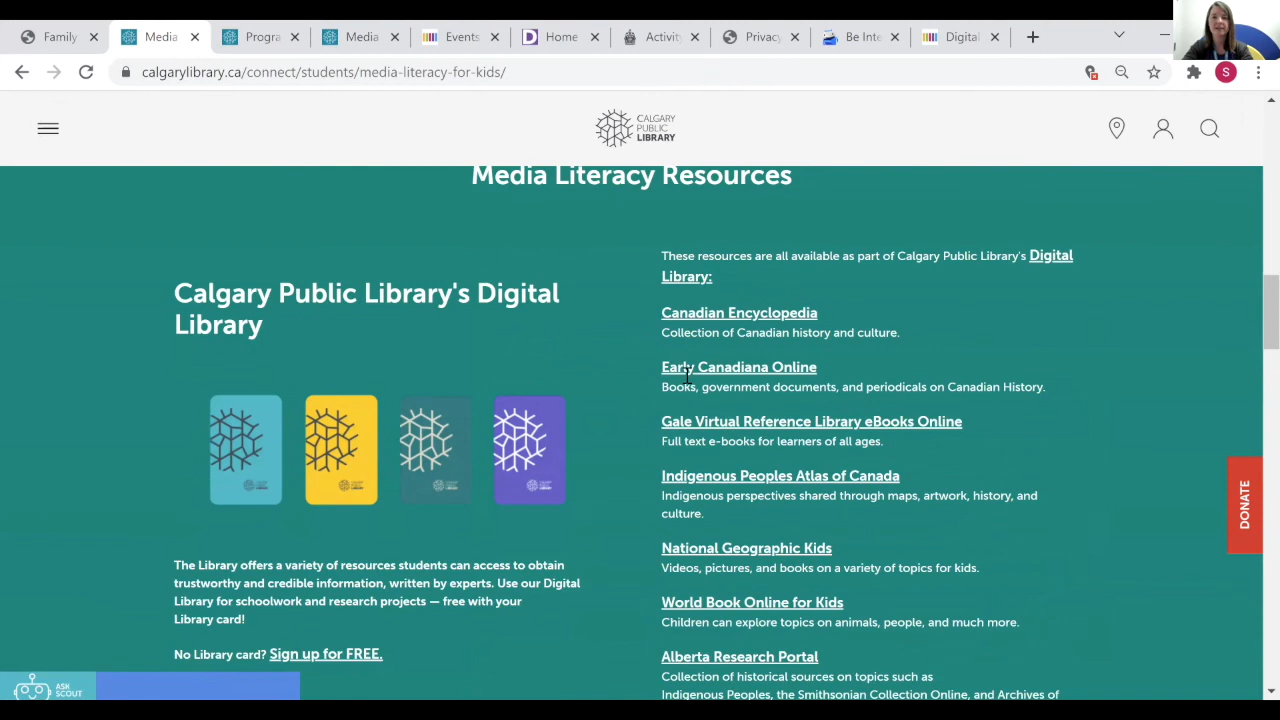 Family
Media
Progra
Media
Events
Home
Activity
Privacy
Be Inte
Digital
calgarylibrary.ca/connect/students/media-literacy-for-kids/
S
CALGARY
PUBLIC
LIBRARY
Media Literacy Resources
Calgary Public Library's Digital
Library
The Library offers a variety of resources students can access to obtain
trustworthy and credible information, written by experts. Use our Digital
Library for schoolwork and research projects — free with your
Library card!
No Library card? Sign up for FREE.
These resources are all available as part of Calgary Public Library's Digital
Library:
Canadian Encyclopedia
Collection of Canadian history and culture.
Early Canadiana Online
Books, government documents, and periodicals on Canadian History.
Gale Virtual Reference Library eBooks Online
Full text e-books for learners of all ages.
Indigenous Peoples Atlas of Canada
Indigenous perspectives shared through maps, artwork, history, and
culture.
National Geographic Kids
Videos, pictures, and books on a variety of topics for kids.
World Book Online for Kids
Children can explore topics on animals, people, and much more.
Alberta Research Portal
Collection of historical sources on topics such as
Indigenous Peoples, the Smithsonian Collection Online, and Archives of
DONATE
ASK
SCOUT